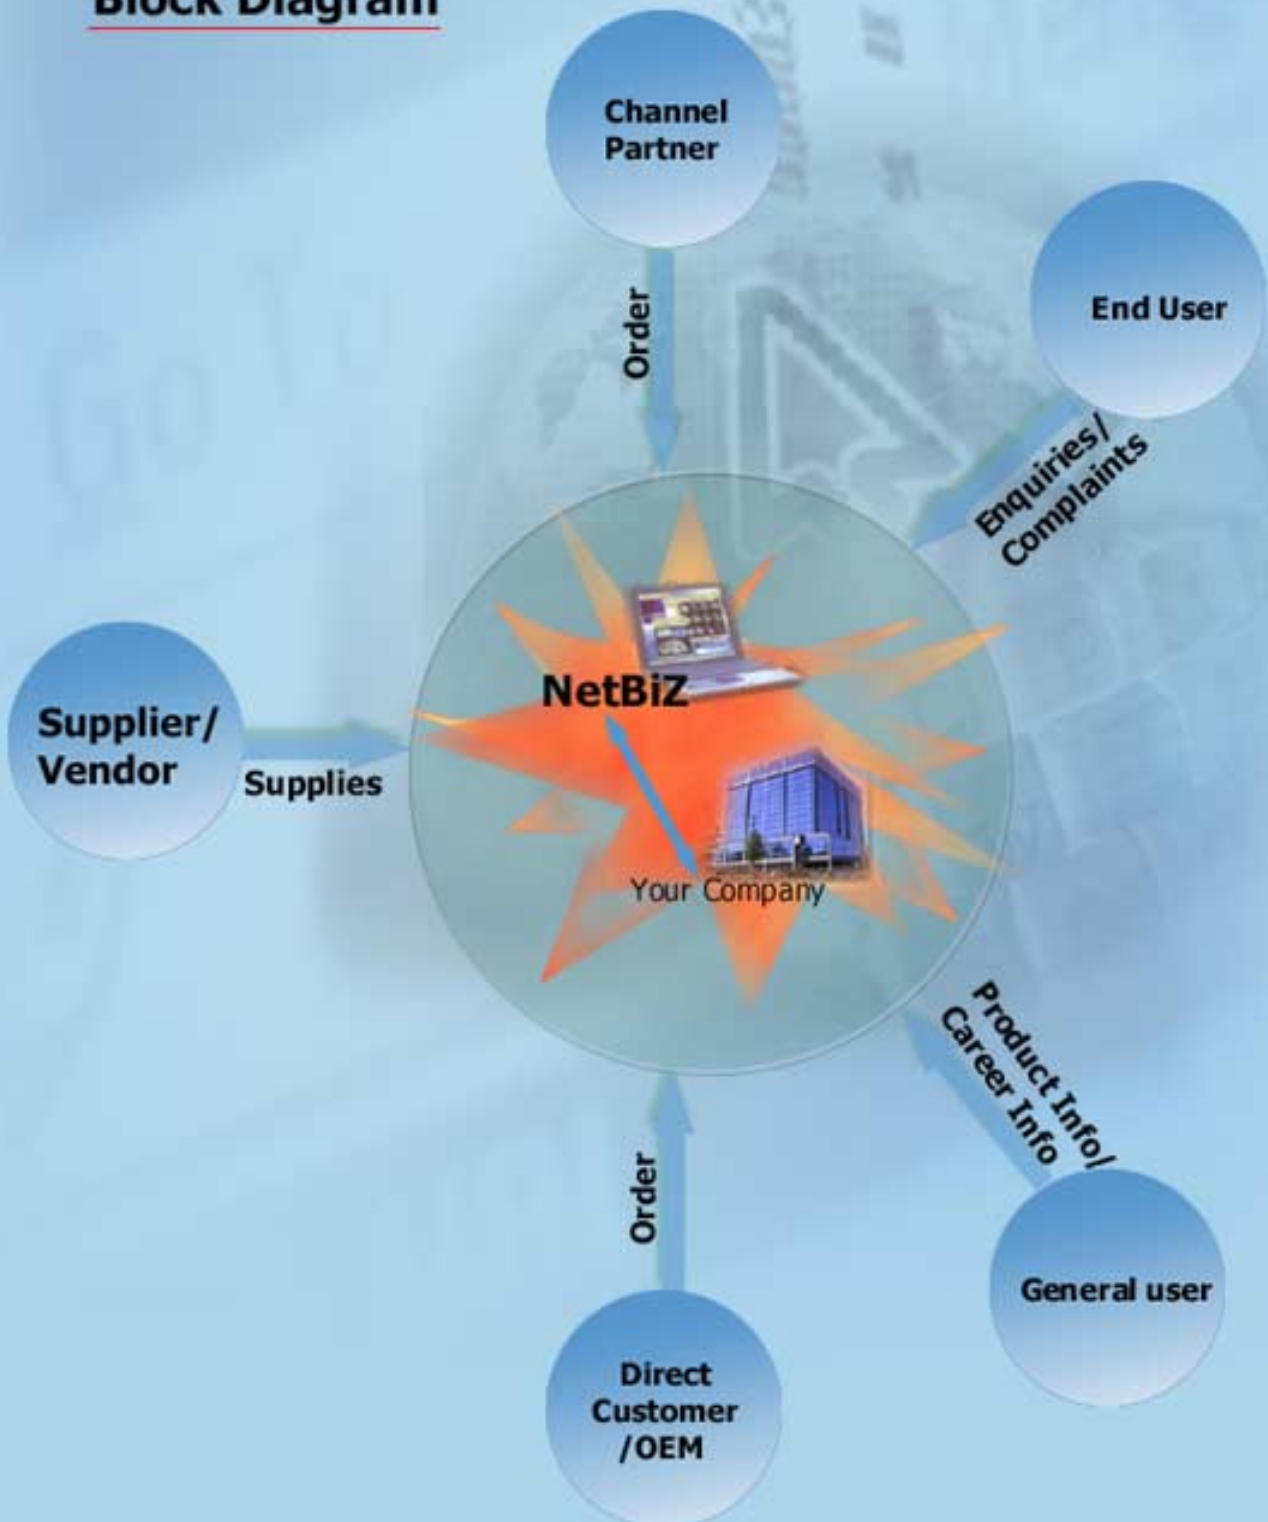 Block Diagram
Channel
Partner
End User
Order
Enquiries/
Complaints
NetBiZ
Supplier/
Vendor
Supplies
Your Company
Product Info/
Career Info
Order
General user
Direct
Customer
/OEM